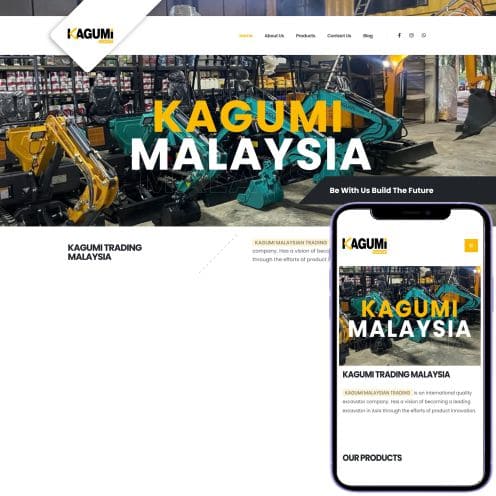 KAGUMI
Home About Us Products Contact Us Blog
KAGUMI
MALAYSIA
Be With Us Build The Future
KAGUMI TRADING
MALAYSIA
KAGUMI MALAYSIAN TRADING
company. Has a vision of beco
through the efforts of product i
KAGUMI
KAGUMI
MALAYSIA
KAGUMI TRADING MALAYSIA
KAGUMI MALAYSIAN TRADING, is an international quality
excavator company. Has a vision of becoming a leading
excavator in Asia through the efforts of product innovation.
OUR PRODUCTS